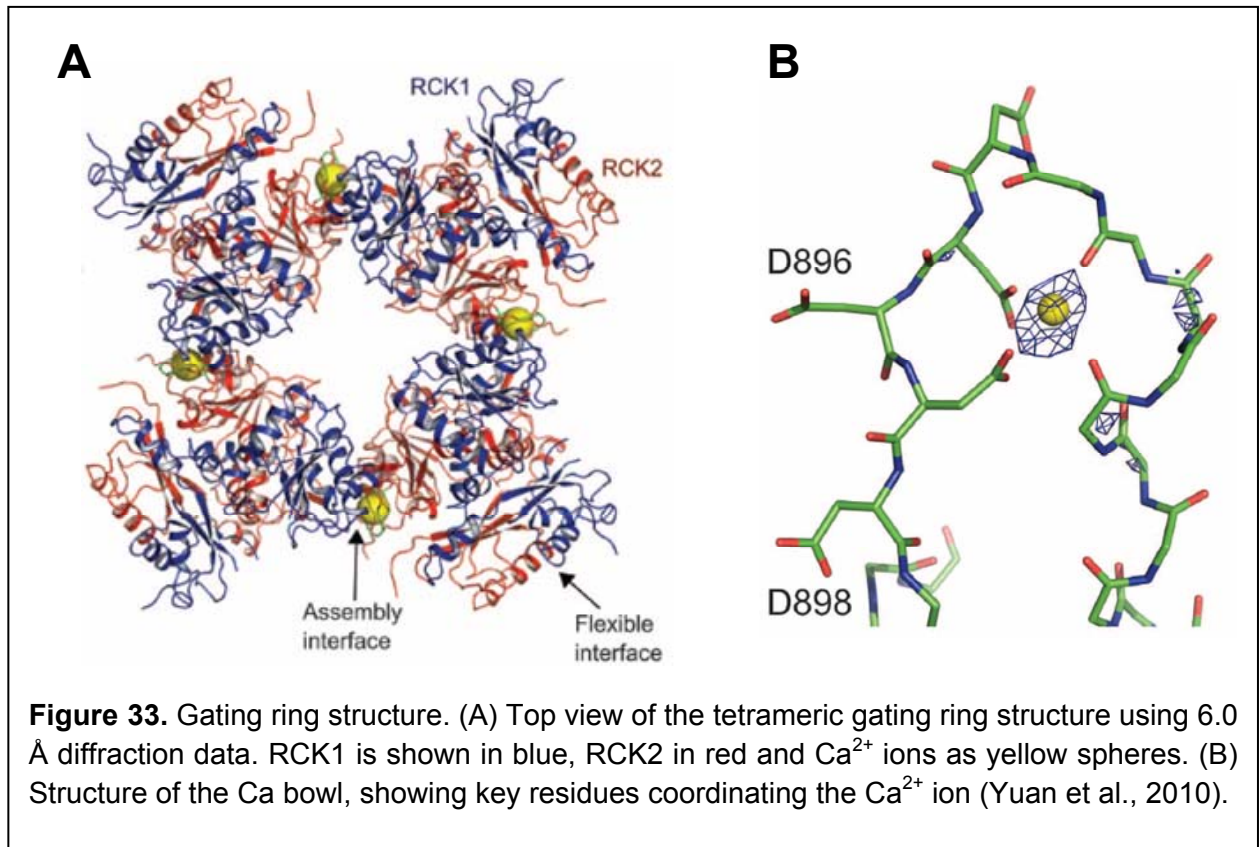 A
B
RCK1
RCK2
D896
D898
Assembly
interface
Flexible
interface
Figure 33. Gating ring structure. (A) Top view of the tetrameric gating ring structure using 6.0
Å diffraction data. RCK1 is shown in blue, RCK2 in red and Ca²⁺ ions as yellow spheres. (B)
Structure of the Ca bowl, showing key residues coordinating the Ca²⁺ ion (Yuan et al., 2010).